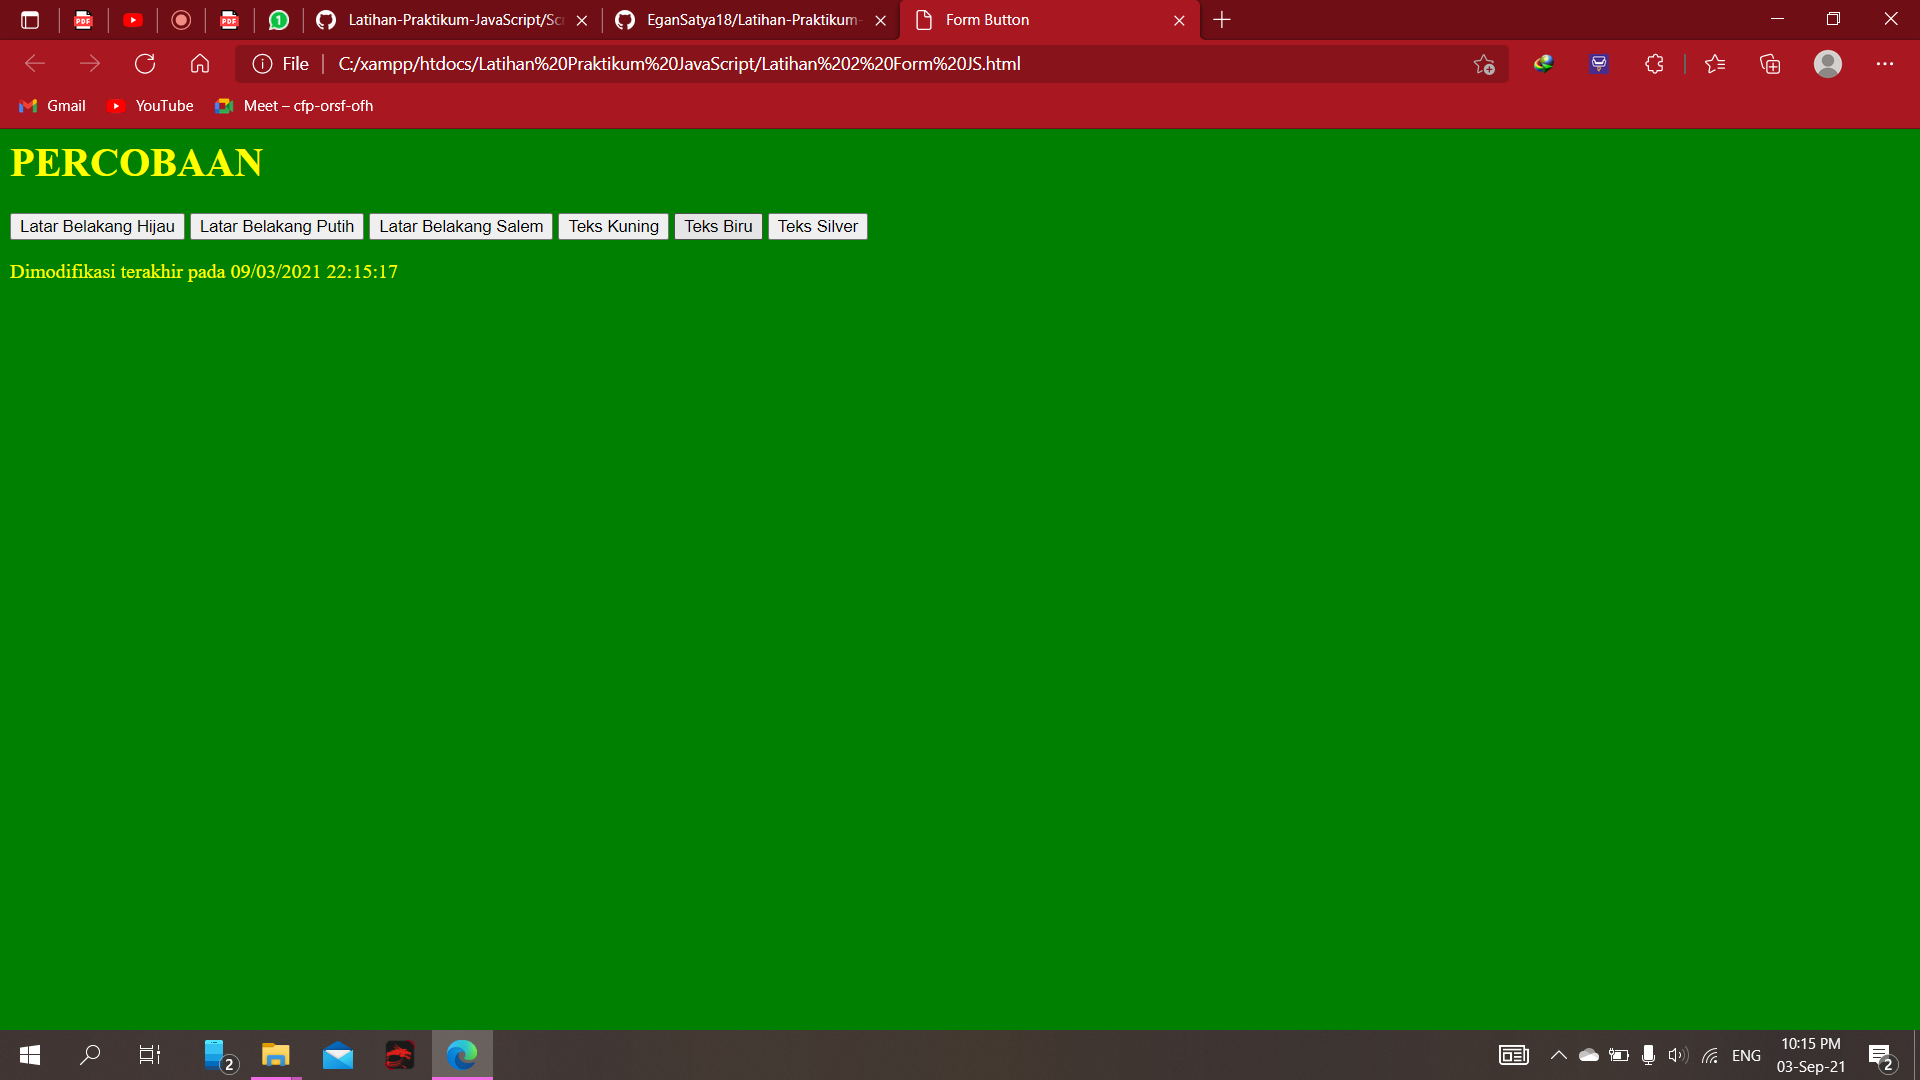 Latihan-Praktikum-JavaScript/Scr
EganSatya18/Latihan-Praktikum-
Form Button
File
C:/xampp/htdocs/Latihan%20Praktikum%20JavaScript/Latihan%202%20Form%20JS.html
Gmail
YouTube
Meet – cfp-orsf-ofh
PERCOBAAN
Latar Belakang Hijau Latar Belakang Putih Latar Belakang Salem Teks Kuning Teks Biru Teks Silver
Dimodifikasi terakhir pada 09/03/2021 22:15:17
2
ENG
10:15 PM
03-Sep-21
2